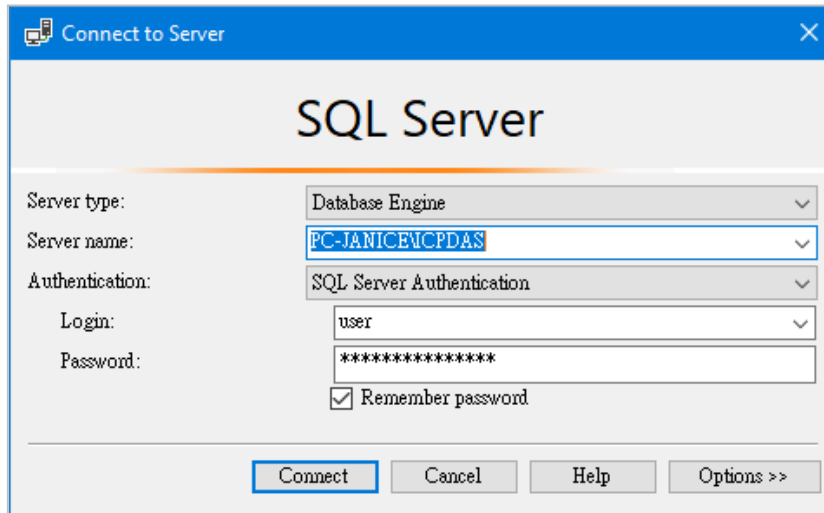 Connect to Server
SQL Server
Server type: Database Engine
Server name: PC-JANICE\ICPDAS
Authentication: SQL Server Authentication
Login: user
Password: ***************
Remember password
Connect Cancel Help Options >>